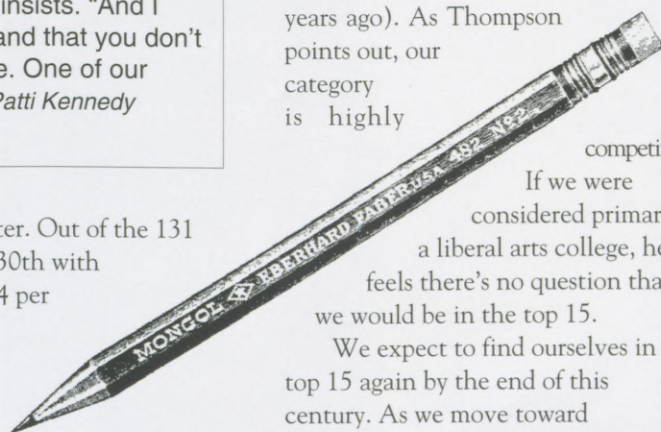 insists. "And I
and that you don't
e. One of our
Patti Kennedy
ter. Out of the 131
30th with
4 per
years ago). As Thompson
points out, our
category
is highly
competi
If we were
considered primar
a liberal arts college, he
feels there's no question tha
we would be in the top 15.
We expect to find ourselves in
top 15 again by the end of this
century. As we move toward
MONGOL EBERHARD FABER USA 482 No 2